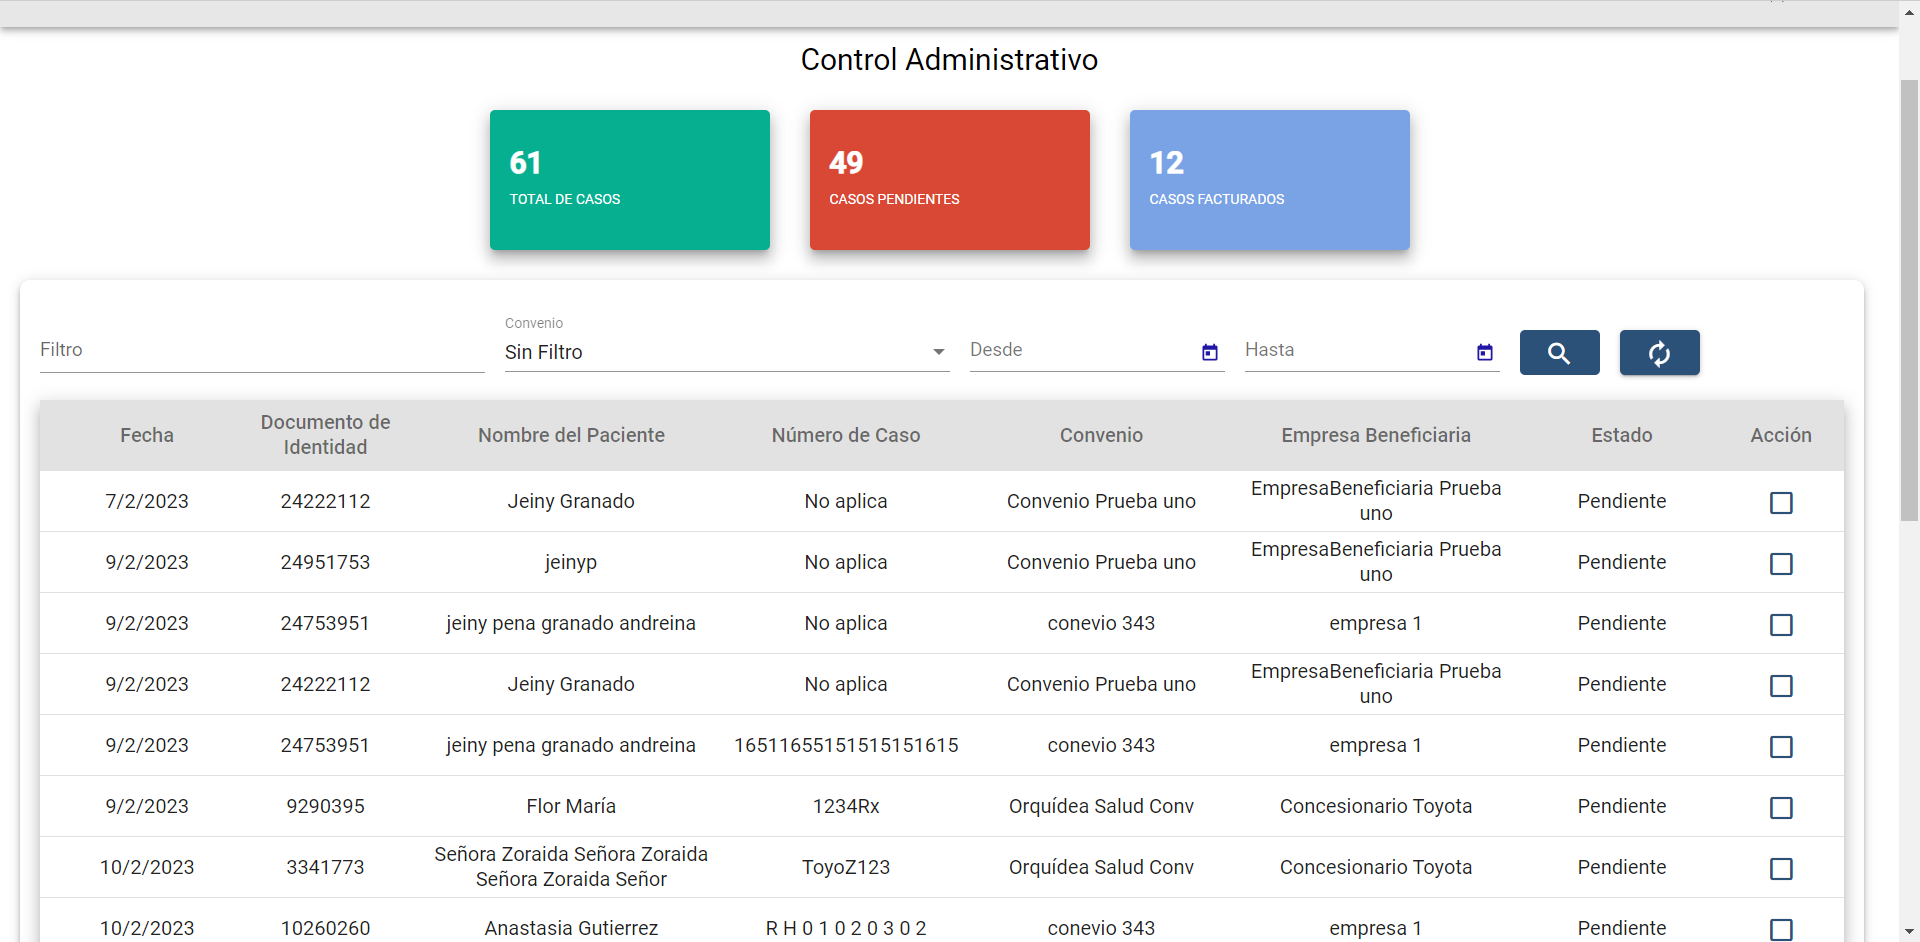 Control Administrativo
61
TOTAL DE CASOS
49
CASOS PENDIENTES
12
CASOS FACTURADOS
Filtro
Convenio
Sin Filtro
Desde
Hasta
Fecha Documento de Identidad Nombre del Paciente Número de Caso Convenio Empresa Beneficiaria Estado Acción
7/2/2023 24222112 Jeiny Granado No aplica Convenio Prueba uno EmpresaBeneficiaria Prueba uno Pendiente
9/2/2023 24951753 jeinyp No aplica Convenio Prueba uno EmpresaBeneficiaria Prueba uno Pendiente
9/2/2023 24753951 jeiny pena granado andreina No aplica conevio 343 empresa 1 Pendiente
9/2/2023 24222112 Jeiny Granado No aplica Convenio Prueba uno EmpresaBeneficiaria Prueba uno Pendiente
9/2/2023 24753951 jeiny pena granado andreina 16511655151515151615 conevio 343 empresa 1 Pendiente
9/2/2023 9290395 Flor María 1234Rx Orquídea Salud Conv Concesionario Toyota Pendiente
10/2/2023 3341773 Señora Zoraida Señora Zoraida Señora Zoraida Señor ToyoZ123 Orquídea Salud Conv Concesionario Toyota Pendiente
10/2/2023 10260260 Anastasia Gutierrez R H 0 1 0 2 0 3 0 2 conevio 343 empresa 1 Pendiente